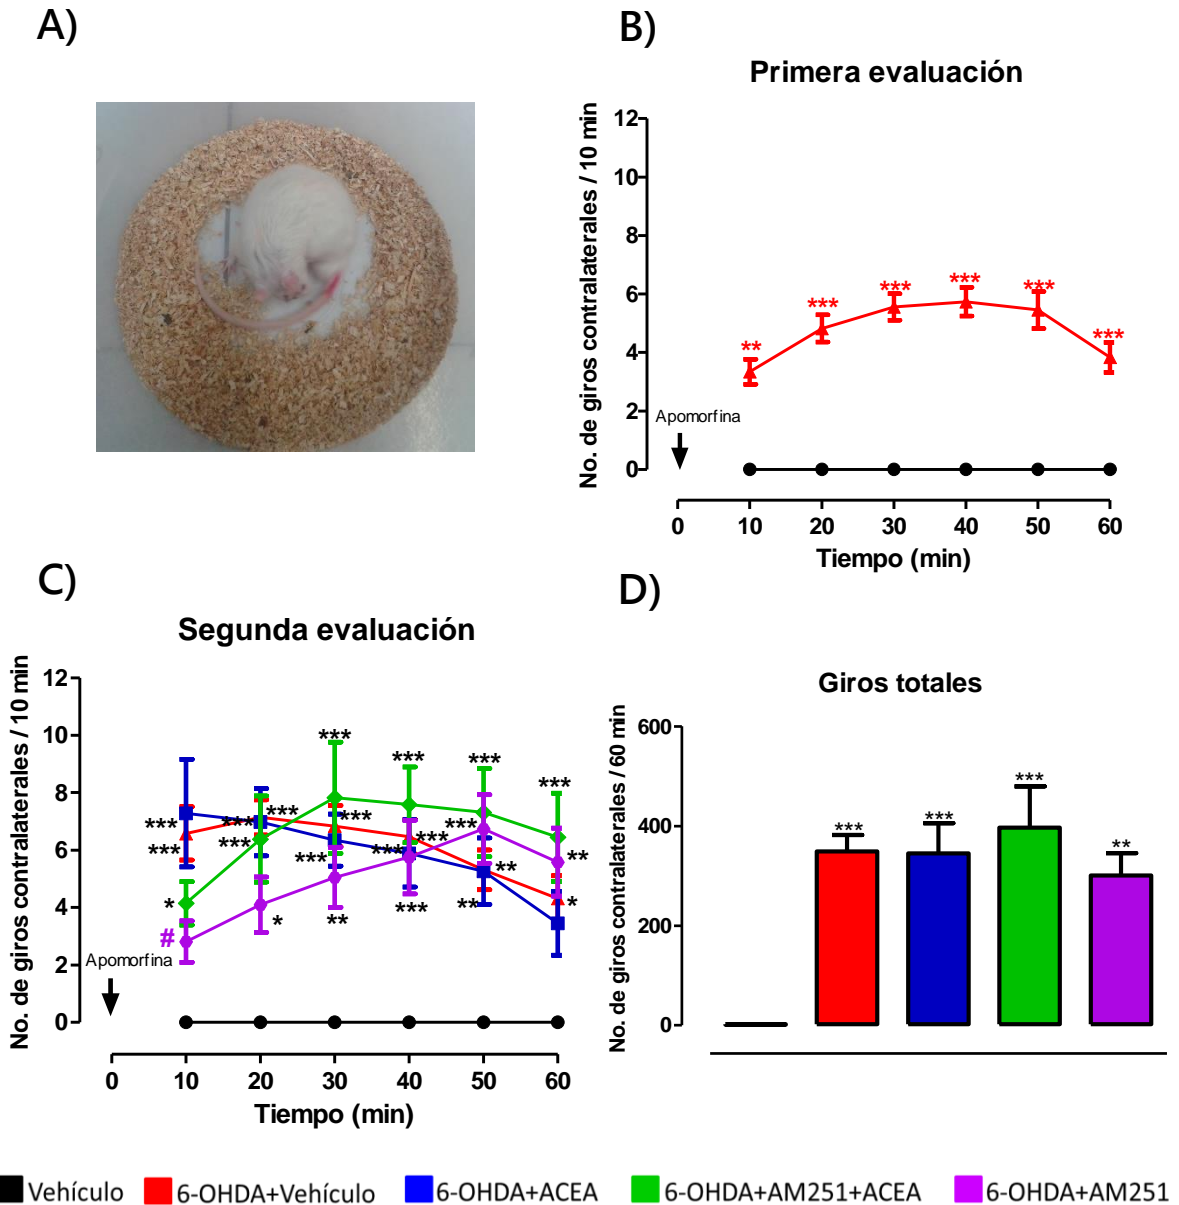 A)
B)
Primera evaluación
No. de giros contralaterales / 10 min
12
10
8
6
4
2
0
** *** *** *** *** ***
Apomorfina
0 10 20 30 40 50 60
Tiempo (min)
C)
Segunda evaluación
No. de giros contralaterales / 10 min
12
10
8
6
4
2
0
*** *** *** ***
*** *** *** *** *** ***
*** *** *** *** ** **
* * ** *** ** *
#
Apomorfina
0 10 20 30 40 50 60
Tiempo (min)
D)
Giros totales
No. de giros contralaterales / 60 min
600
400
200
0
*** *** *** **
Vehículo 6-OHDA+Vehículo 6-OHDA+ACEA 6-OHDA+AM251+ACEA 6-OHDA+AM251